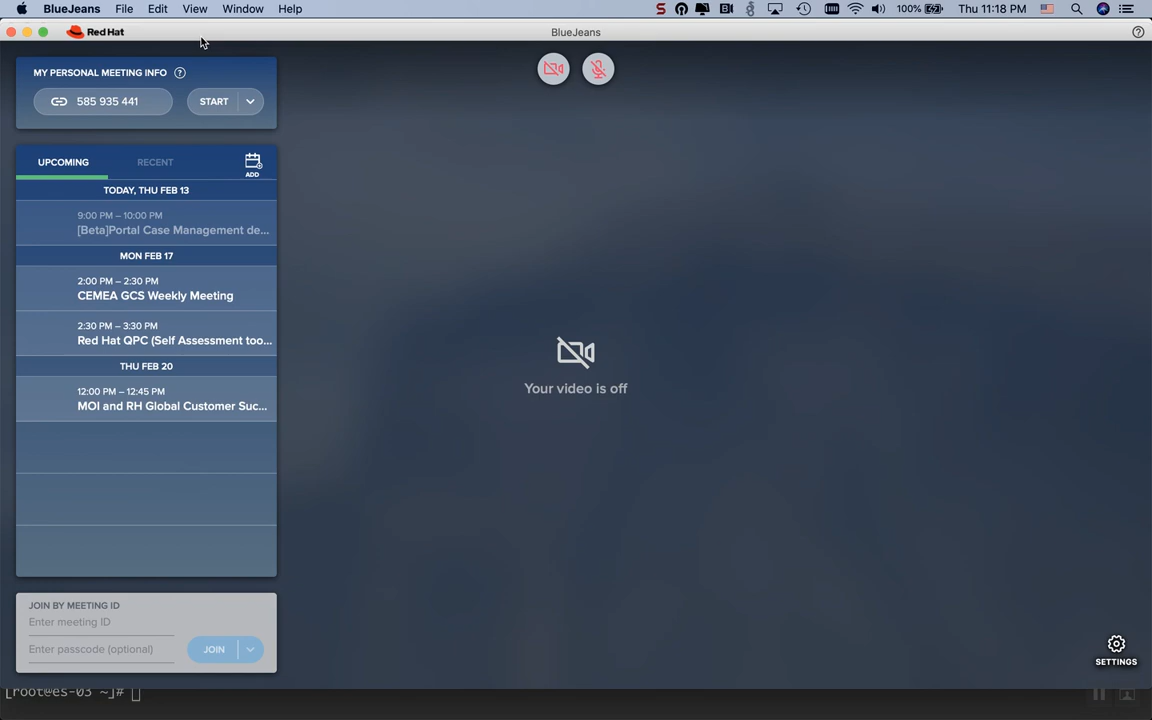 BlueJeans File Edit View Window Help 100% Thu 11:18 PM
Red Hat
BlueJeans
MY PERSONAL MEETING INFO ?
585 935 441
START
UPCOMING
RECENT
ADD
TODAY, THU FEB 13
9:00 PM – 10:00 PM
[Beta]Portal Case Management de...
MON FEB 17
2:00 PM – 2:30 PM
CEMEA GCS Weekly Meeting
2:30 PM – 3:30 PM
Red Hat QPC (Self Assessment too...
THU FEB 20
12:00 PM – 12:45 PM
MOI and RH Global Customer Suc...
Your video is off
JOIN BY MEETING ID
Enter meeting ID
Enter passcode (optional)
JOIN
SETTINGS
[root@es-03 ~]#